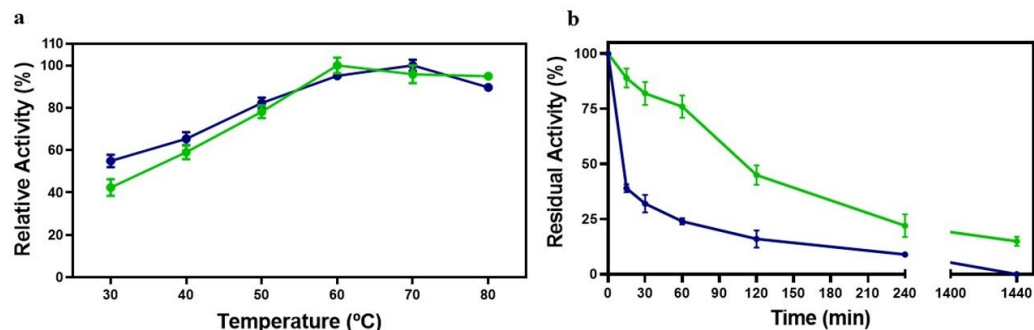 a
Relative Activity (%)
110
100
80
60
40
20
0
30 40 50 60 70 80
Temperature (ºC)
b
Residual Activity (%)
100
75
50
25
0
0 30 60 90 120 150 180 210 240 1400 1440
Time (min)